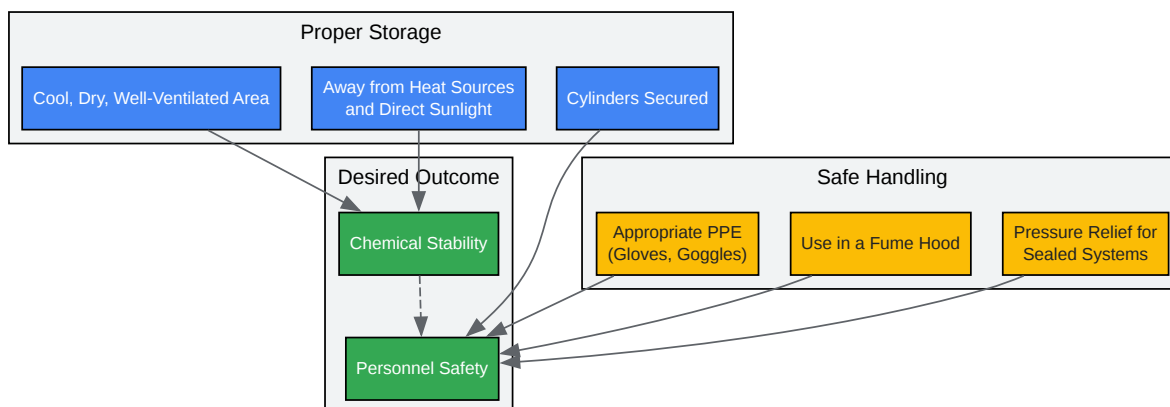 Proper Storage
Cool, Dry, Well-Ventilated Area
Away from Heat Sources
and Direct Sunlight
Cylinders Secured
Desired Outcome
Chemical Stability
Personnel Safety
Safe Handling
Appropriate PPE
(Gloves, Goggles)
Use in a Fume Hood
Pressure Relief for
Sealed Systems